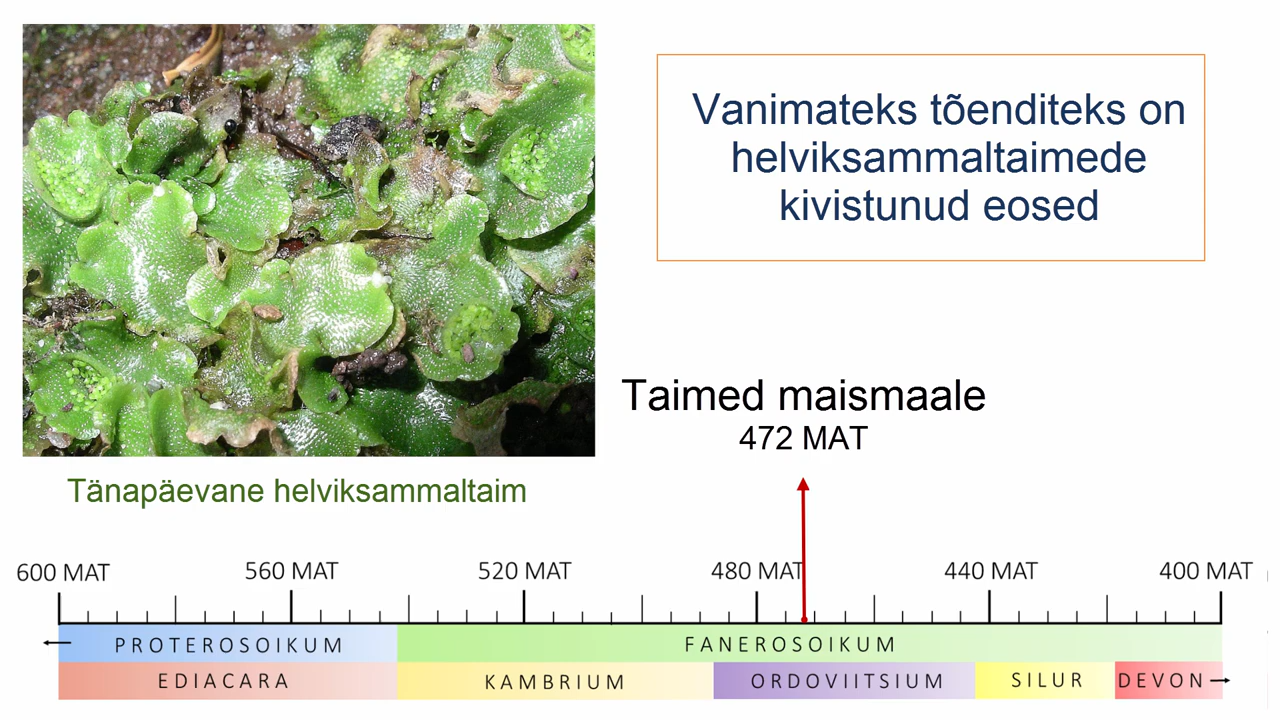 Vanimateks tõenditeks on
helviksammaltaimede
kivistunud eosed
Taimed maismaale
472 MAT
Tänapäevane helviksammaltaim
600 MAT 560 MAT 520 MAT 480 MAT 440 MAT 400 MAT
PROTEROSOIKUM FANEROSOIKUM
EDIACARA KAMBRIUM ORDOVIITSIUM SILUR DEVON